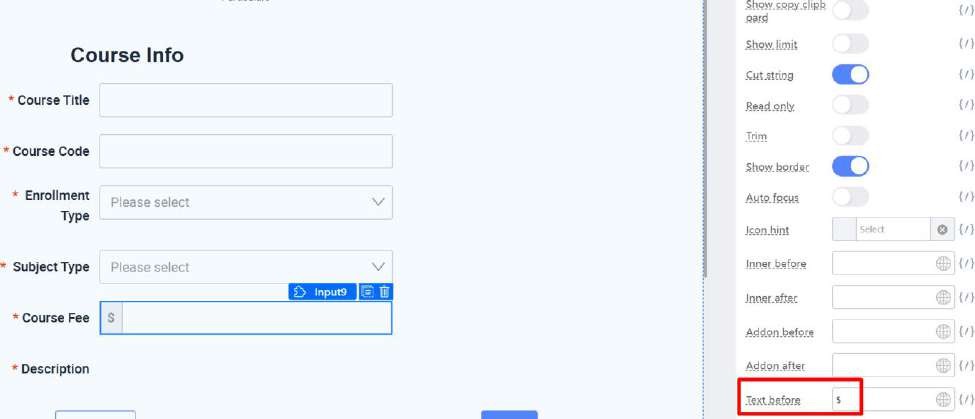 Course Info
* Course Title
* Course Code
* Enrollment
Type
Please select
* Subject Type
Please select
Input9
* Course Fee
$
* Description
Show copy clipb
oard
Show limit
Cut string
Read only
Trim
Show border
Auto focus
Icon hint
Select
Inner before
Inner after
Addon before
Addon after
Text before
$
{/}
{/}
{/}
{/}
{/}
{/}
{/}
{/}
{/}
{/}
{/}
{/}
{/}